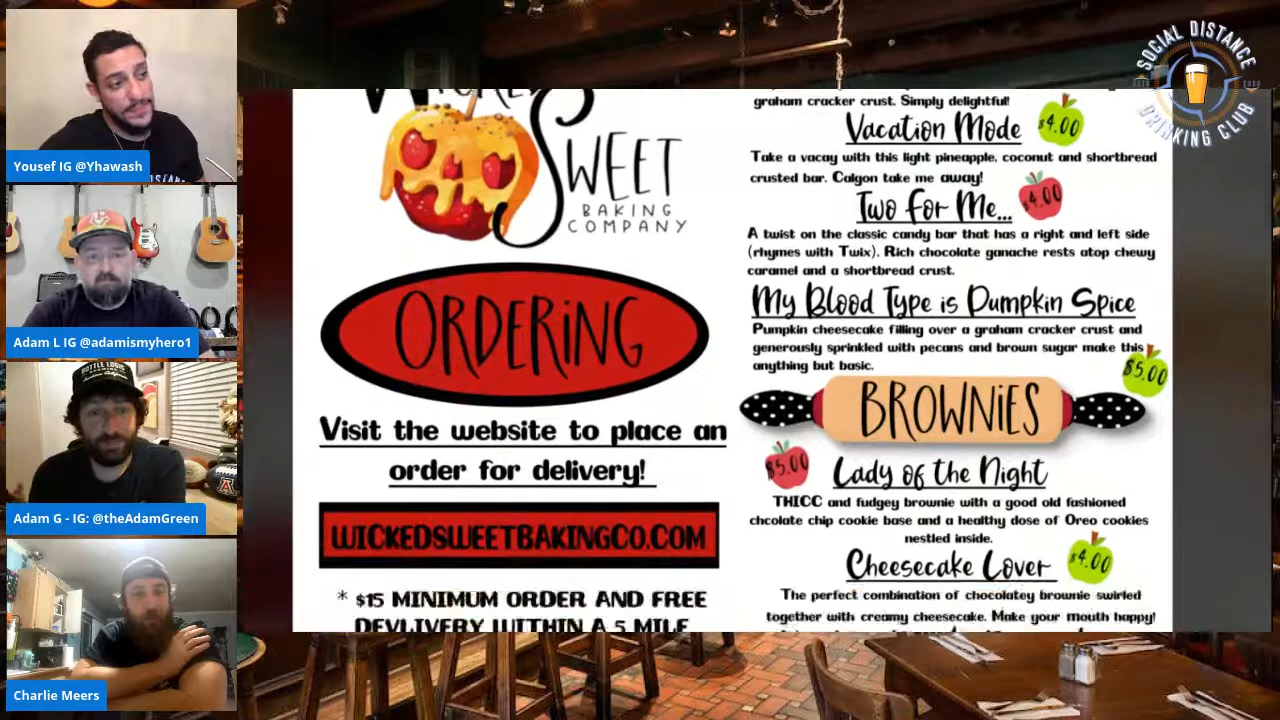 Yousef IG @Yhawash
Adam L IG @adamismyhero1
Adam G - IG: @theAdamGreen
Charlie Meers
SOCIAL DISTANCE
DRINKING CLUB
WICKED
SWEET
BAKING
COMPANY
ORDERING
Visit the website to place an
order for delivery!
WICKEDSWEETBAKINGCO.COM
* $15 MINIMUM ORDER AND FREE
DEVLIVERY WITHIN A 5 MILE
graham cracker crust. Simply delightful!
Vacation Mode $4.00
Take a vacay with this light pineapple, coconut and shortbread
crusted bar. Calgon take me away!
Two For Me... $4.00
A twist on the classic candy bar that has a right and left side
(rhymes with Twix). Rich chocolate ganache rests atop chewy
caramel and a shortbread crust.
My Blood Type is Pumpkin Spice
Pumpkin cheesecake filling over a graham cracker crust and
generously sprinkled with pecans and brown sugar make this
anything but basic. $5.00
BROWNIES
$5.00 Lady of the Night
THICC and fudgey brownie with a good old fashioned
chcolate chip cookie base and a healthy dose of Oreo cookies
nestled inside.
Cheesecake Lover $4.00
The perfect combination of chocolatey brownie swirled
together with creamy cheesecake. Make your mouth happy!